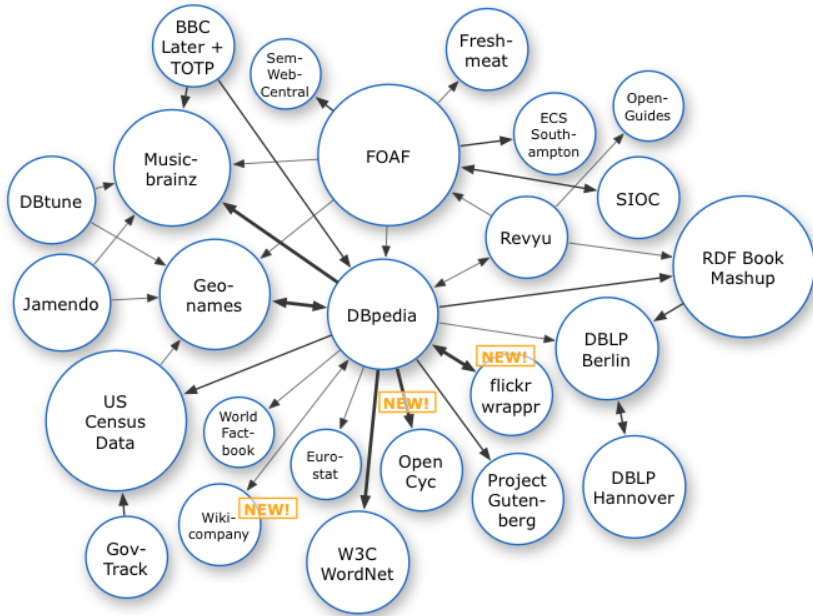 BBC
Later +
TOTP
Sem-
Web-
Central
Fresh-
meat
FOAF
ECS
South-
ampton
Open-
Guides
Music-
brainz
DBtune
SIOC
Revyu
RDF Book
Mashup
Jamendo
Geo-
names
DBpedia
DBLP
Berlin
NEW!
flickr
wrappr
US
Census
Data
NEW!
World
Fact-
book
Euro-
stat
Open
Cyc
Project
Guten-
berg
DBLP
Hannover
NEW!
Wiki-
company
Gov-
Track
W3C
WordNet